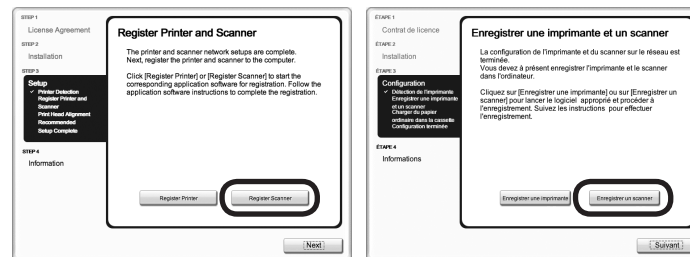 STEP 1
License Agreement
STEP 2
Installation
STEP 3
Setup
✓ Printer Detection
Register Printer and
Scanner
Print Head Alignment
Recommended
Setup Complete
STEP 4
Information
Register Printer and Scanner
The printer and scanner network setups are complete.
Next, register the printer and scanner to the computer.
Click [Register Printer] or [Register Scanner] to start the
corresponding application software for registration. Follow the
application software instructions to complete the registration.
Register Printer
Register Scanner
Next
ÉTAPE 1
Contrat de licence
ÉTAPE 2
Installation
ÉTAPE 3
Configuration
✓ Détection de l'imprimante
Enregistrer une imprimante
et un scanner
Charger du papier
ordinaire dans la cassette
Configuration terminée
ÉTAPE 4
Informations
Enregistrer une imprimante et un scanner
La configuration de l'imprimante et du scanner sur le réseau est
terminée.
Vous devez à présent enregistrer l'imprimante et le scanner
dans l'ordinateur.
Cliquez sur [Enregistrer une imprimante] ou sur [Enregistrer un
scanner] pour lancer le logiciel approprié et procéder à
l'enregistrement. Suivez les instructions pour effectuer
l'enregistrement.
Enregistrer une imprimante
Enregistrer un scanner
Suivant